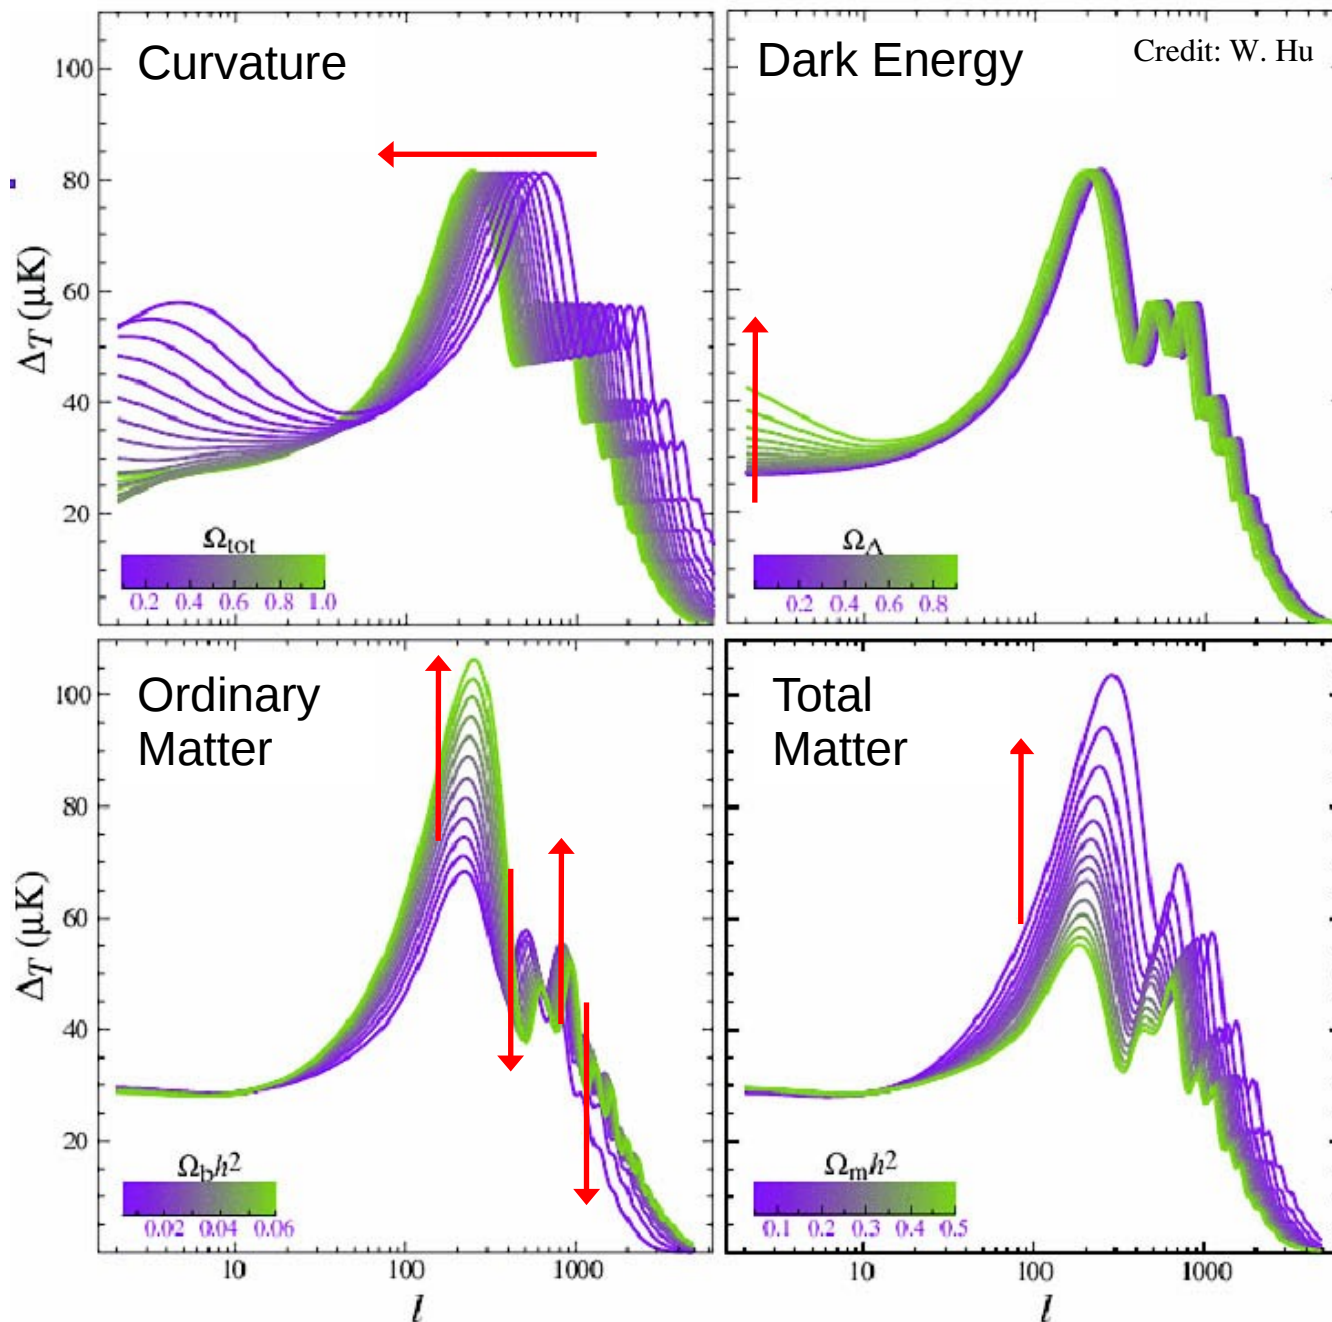 Curvature
100
80
60
40
20
ΔT (μK)
Ωtot
0.2 0.4 0.6 0.8 1.0
Dark Energy
Credit: W. Hu
ΩΛ
0.2 0.4 0.6 0.8
Ordinary
Matter
100
80
60
40
20
ΔT (μK)
Ωbh2
0.02 0.04 0.06
10 100 1000
l
Total
Matter
Ωmh2
0.1 0.2 0.3 0.4 0.5
10 100 1000
l